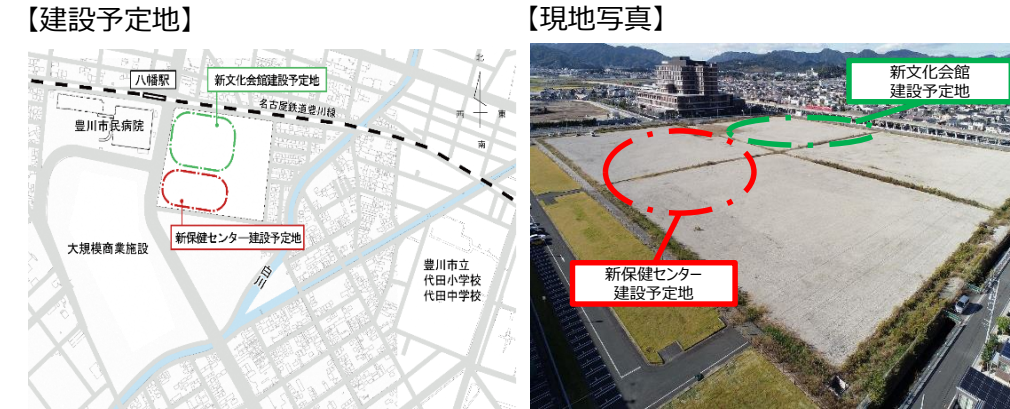 【建設予定地】
【現地写真】
八幡駅
新文化会館建設予定地
名古屋鉄道豊川線
豊川市民病院
北
西
東
南
新保健センター建設予定地
大規模商業施設
白川
豊川市立
代田小学校
代田中学校
新文化会館
建設予定地
新保健センター
建設予定地